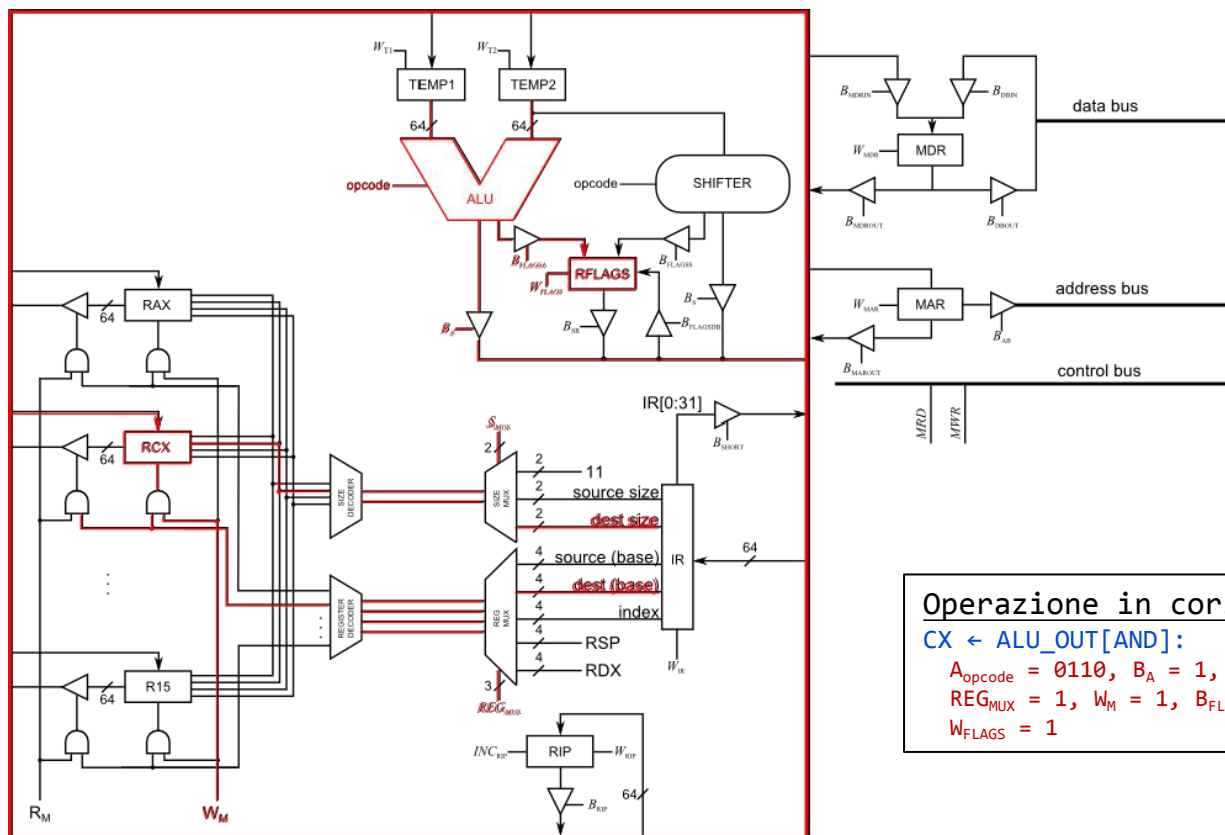 W_T1
W_T2
TEMP1
TEMP2
64
64
opcode
ALU
opcode
SHIFTER
B_FLAGSA
B_FLAGSS
RFLAGS
W_FLAGS
B_A
B_SR
B_FLAGSDB
B_S
B_MDRIN
B_DBIN
data bus
W_MDR
MDR
B_MDROUT
B_DBOUT
W_MAR
MAR
address bus
B_AB
B_MAROUT
control bus
MRD
MWR
RAX
64
RCX
64
R15
64
R_M
W_M
SIZE DECODER
REGISTER DECODER
S_MUX
2
SIZE MUX
2
11
2
source size
2
dest size
4
source (base)
4
dest (base)
4
index
4
RSP
4
RDX
REG MUX
3
REG_MUX
IR[0:31]
B_SHORT
IR
64
W_IR
INC_RIP
RIP
W_RIP
B_RIP
64
Operazione in cor
CX ← ALU_OUT[AND]:
A_opcode = 0110, B_A = 1,
REG_MUX = 1, W_M = 1, B_FL
W_FLAGS = 1